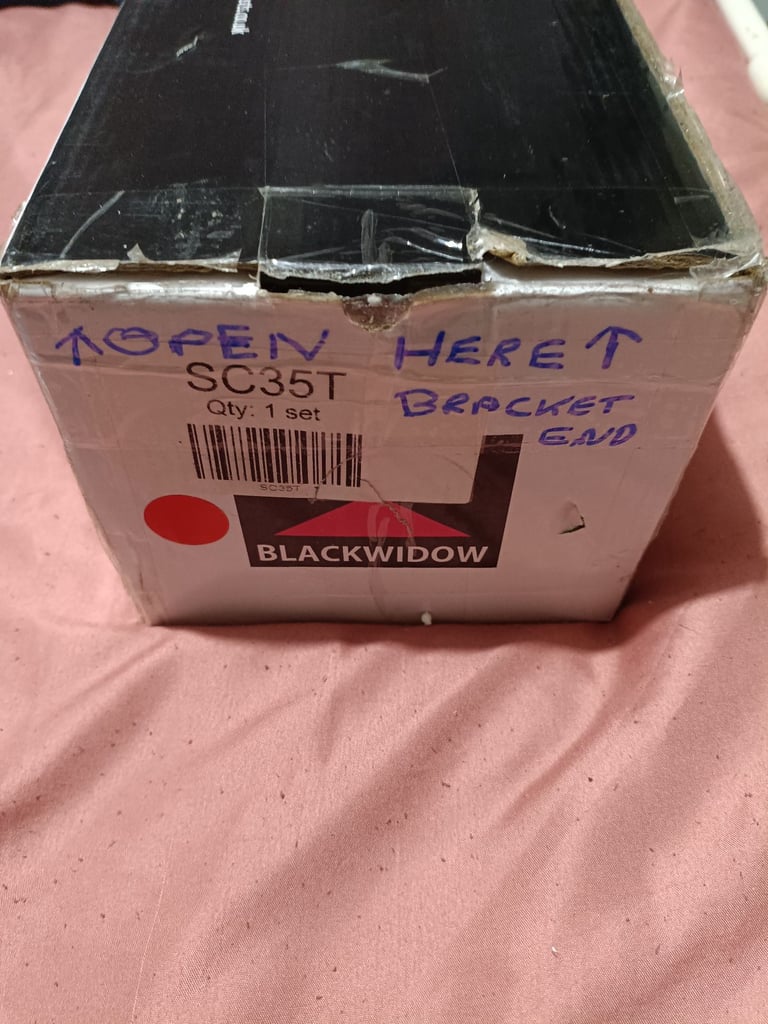 ↑ OPEN HERE ↑
SC35T
BRACKET
Qty: 1 set
END
SC35T
BLACKWIDOW